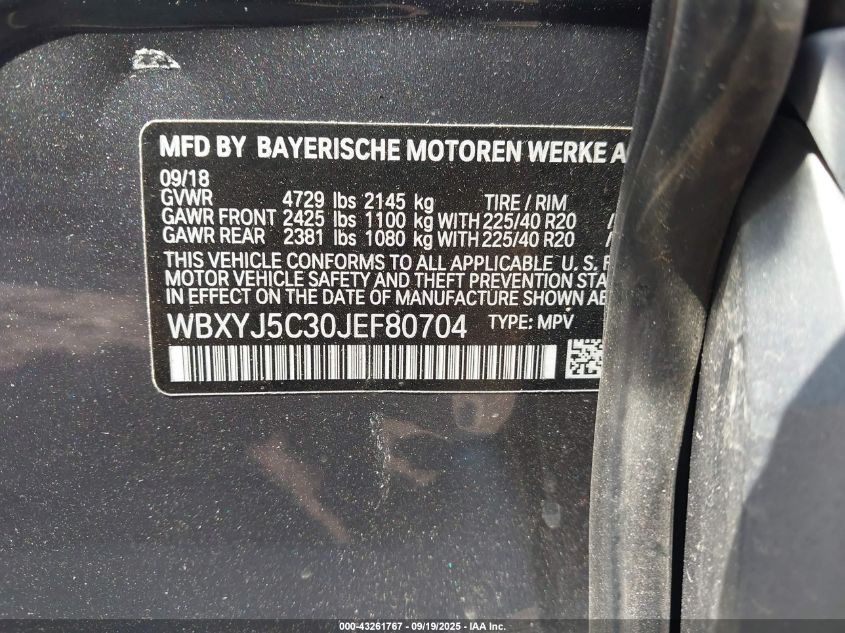 MFD BY BAYERISCHE MOTOREN WERKE A
09/18
GVWR 4729 lbs 2145 kg TIRE / RIM
GAWR FRONT 2425 lbs 1100 kg WITH 225/40 R20 /
GAWR REAR 2381 lbs 1080 kg WITH 225/40 R20 /
THIS VEHICLE CONFORMS TO ALL APPLICABLE U. S. F
MOTOR VEHICLE SAFETY AND THEFT PREVENTION STA
IN EFFECT ON THE DATE OF MANUFACTURE SHOWN AB
WBXYJ5C30JEF80704 TYPE: MPV
000-43261767 - 09/19/2025 - IAA Inc.